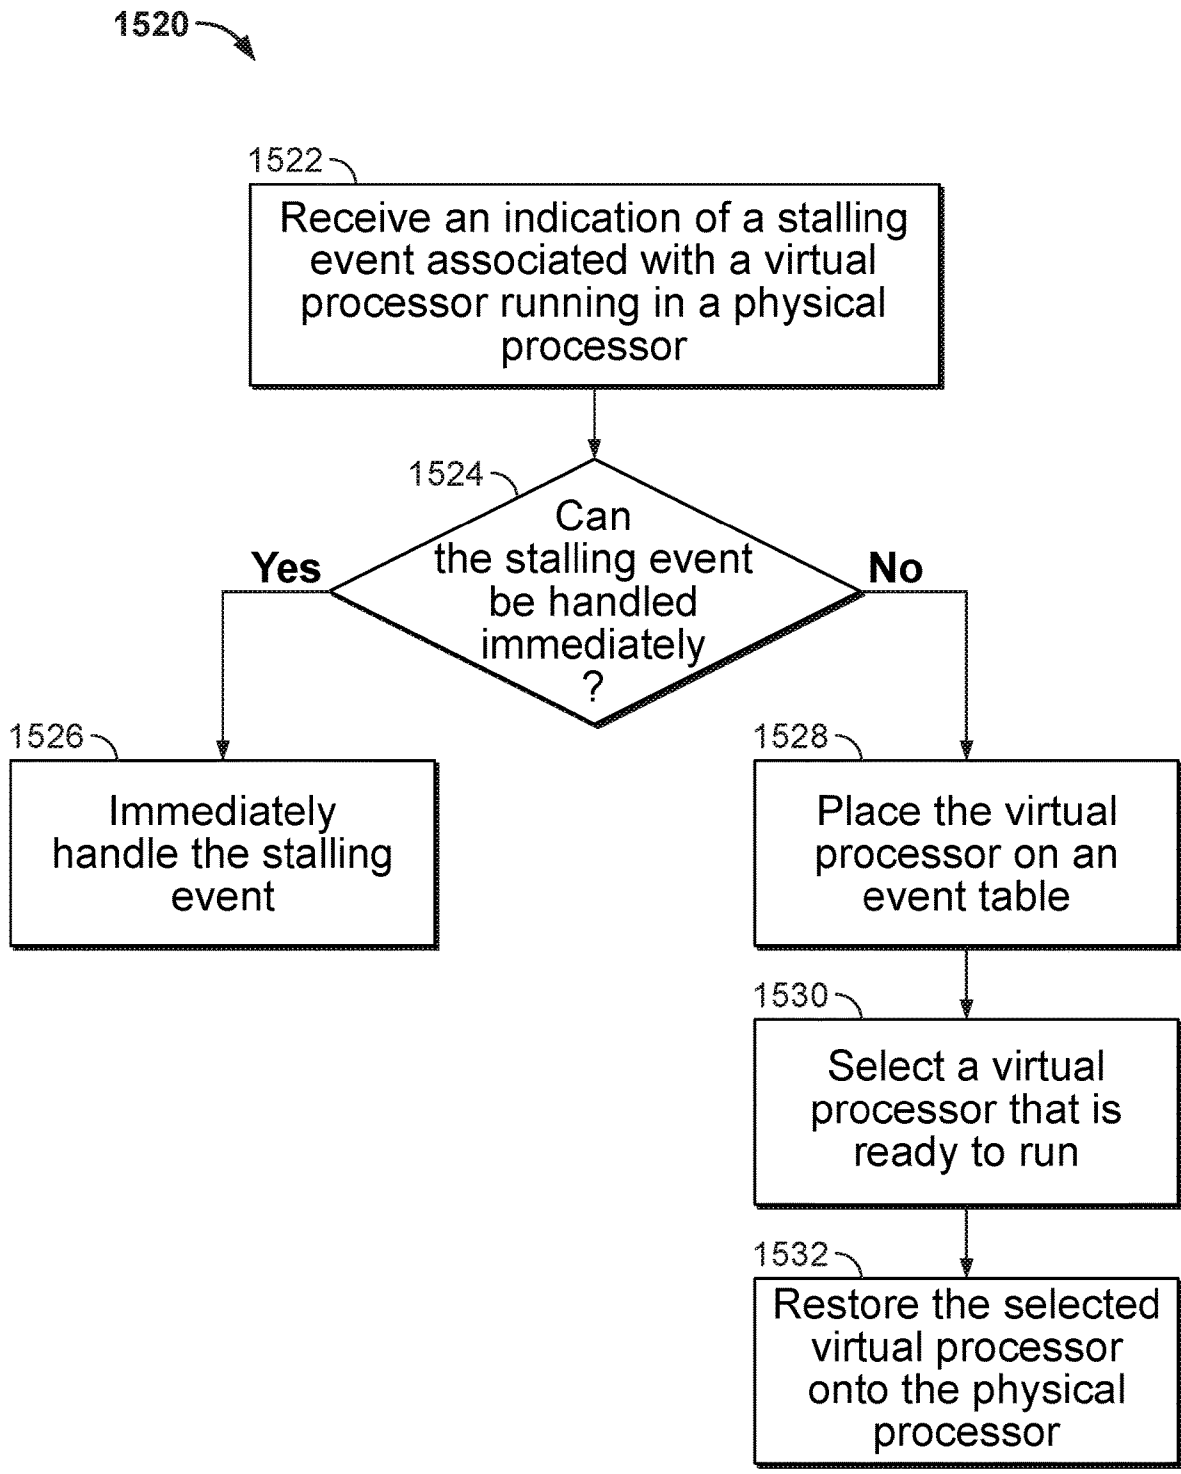 1520
1522
Receive an indication of a stalling
event associated with a virtual
processor running in a physical
processor
1524
Can
the stalling event
be handled
immediately
?
Yes
No
1526
Immediately
handle the stalling
event
1528
Place the virtual
processor on an
event table
1530
Select a virtual
processor that is
ready to run
1532
Restore the selected
virtual processor
onto the physical
processor